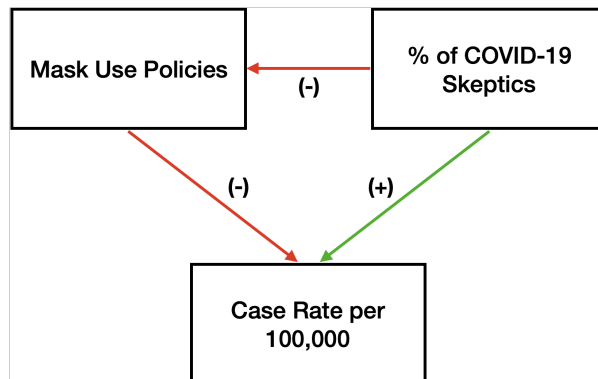 Mask Use Policies
% of COVID-19
Skeptics
(-)
(-)
(+)
Case Rate per
100,000